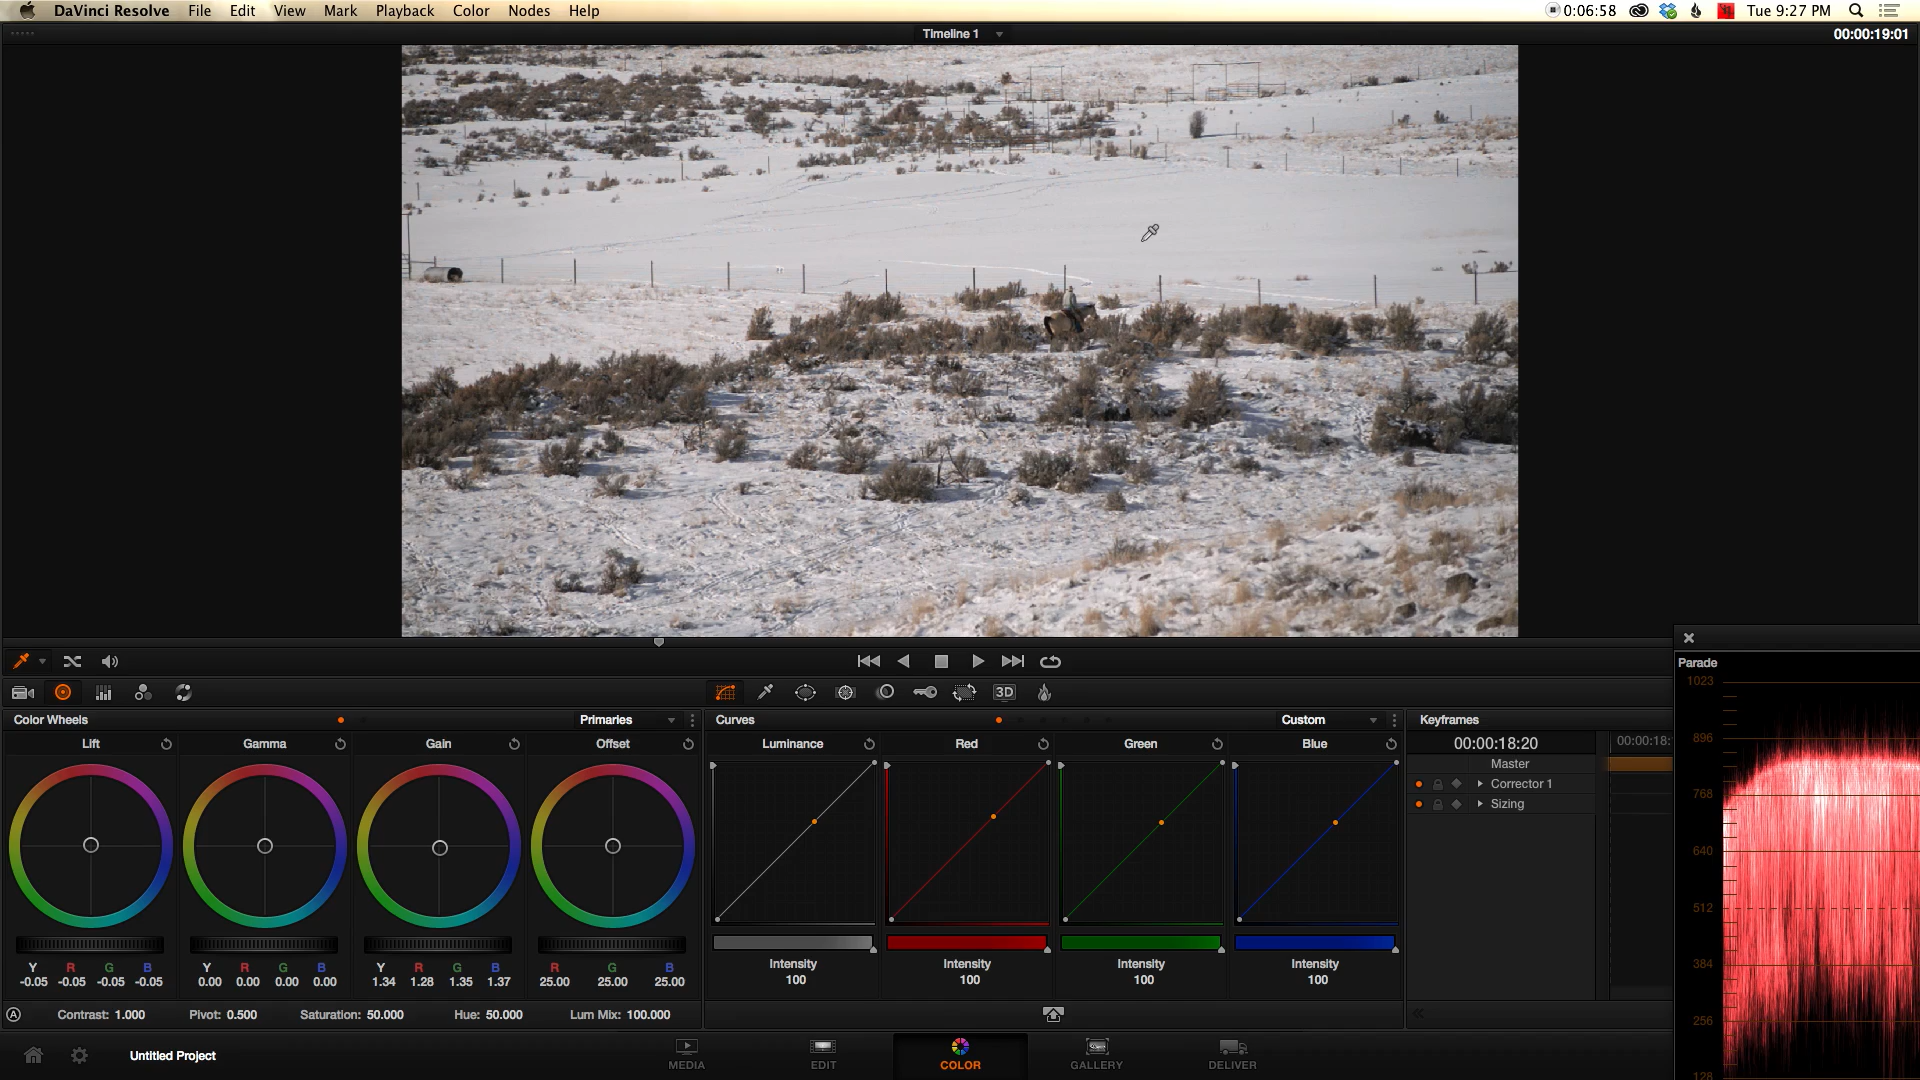 DaVinci Resolve File Edit View Mark Playback Color Nodes Help 0:06:58 Tue 9:27 PM
Timeline 1 00:00:19:01
Parade
1023
896
768
640
512
384
256
128
3D
Color Wheels Primaries
Lift Gamma Gain Offset
Y R G B Y R G B Y R G B R G B
-0.05 -0.05 -0.05 -0.05 0.00 0.00 0.00 0.00 1.34 1.28 1.35 1.37 25.00 25.00 25.00
A Contrast: 1.000 Pivot: 0.500 Saturation: 50.000 Hue: 50.000 Lum Mix: 100.000
Curves Custom
Luminance Red Green Blue
Intensity Intensity Intensity Intensity
100 100 100 100
Keyframes
00:00:18:20 00:00:18:
Master
Corrector 1
Sizing
Untitled Project
MEDIA EDIT COLOR GALLERY DELIVER